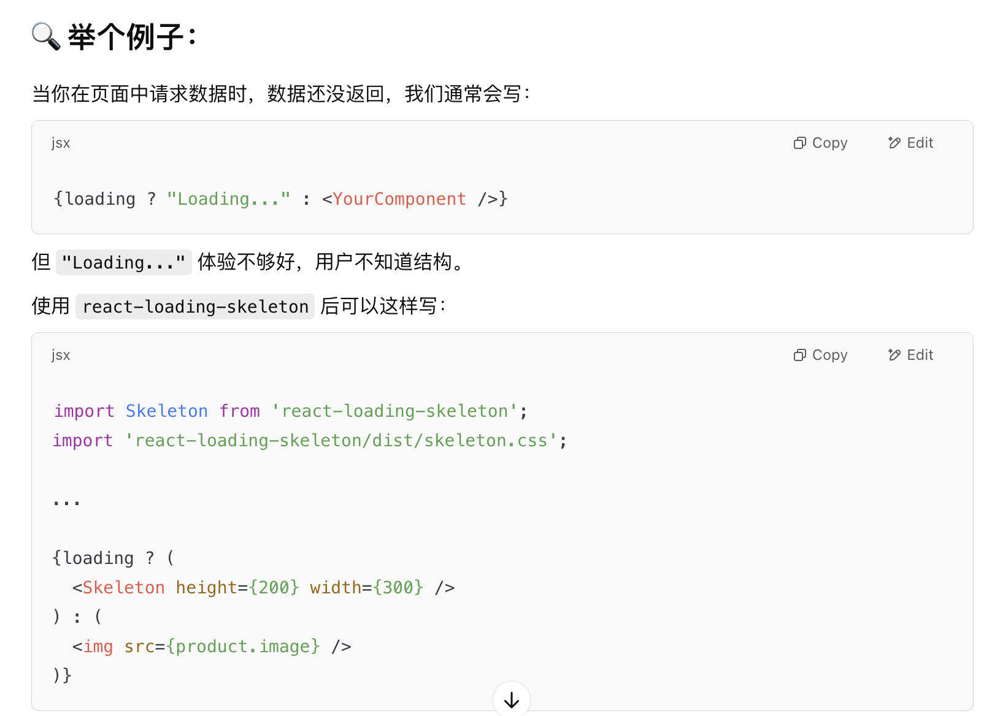 🔍 举个例子：
当你在页面中请求数据时，数据还没返回，我们通常会写：
jsx Copy Edit
{loading ? "Loading..." : <YourComponent />}
但 "Loading..." 体验不够好，用户不知道结构。
使用 react-loading-skeleton 后可以这样写：
jsx Copy Edit
import Skeleton from 'react-loading-skeleton';
import 'react-loading-skeleton/dist/skeleton.css';
...
{loading ? (
  <Skeleton height={200} width={300} />
) : (
  <img src={product.image} />
)}